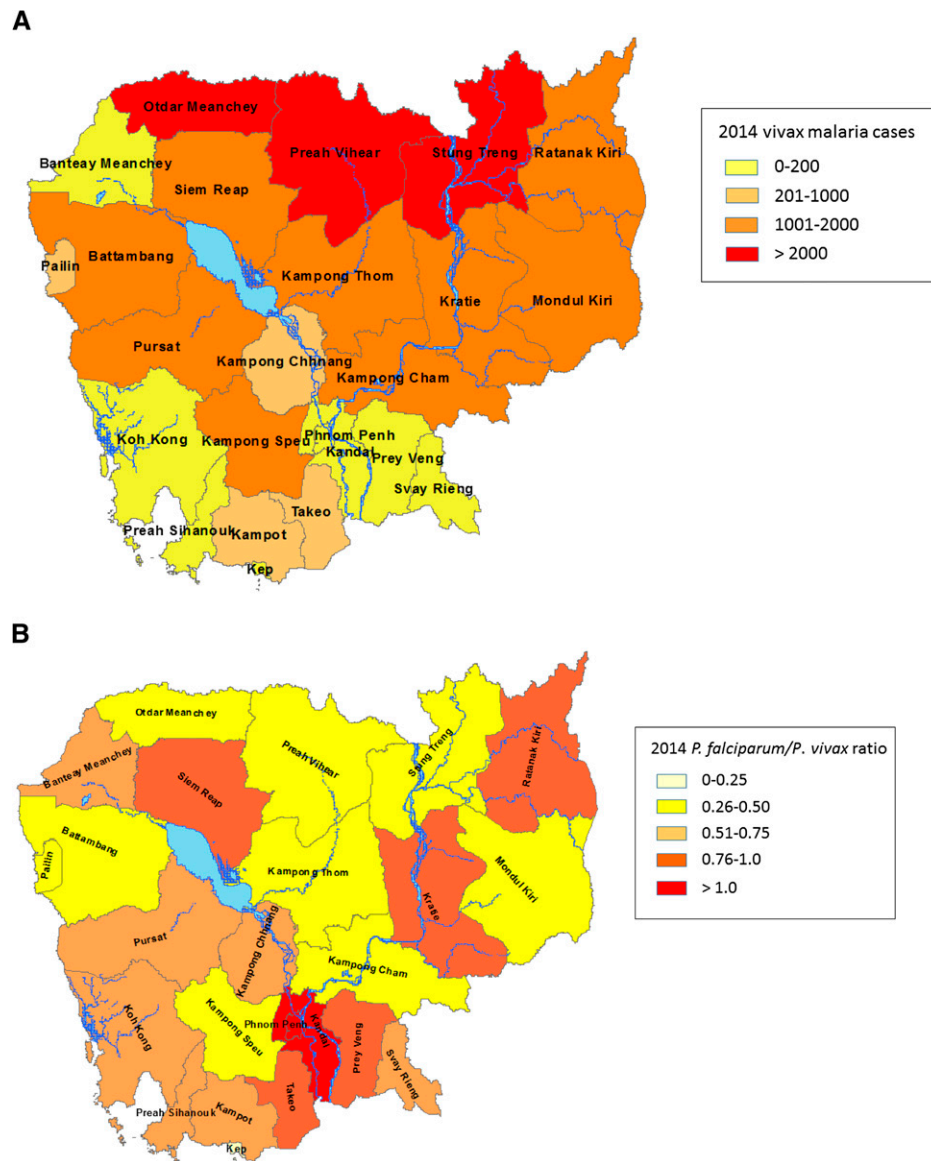 A
Otdar Meanchey
Banteay Meanchey
Preah Vihear
Stung Treng
Ratanak Kiri
Siem Reap
Battambang
Pailin
Kampong Thom
Kratie
Mondul Kiri
Pursat
Kampong Chhnang
Kampong Cham
Koh Kong
Kampong Speu
Phnom Penh
Kandal
Prey Veng
Svay Rieng
Takeo
Preah Sihanouk
Kampot
Kep
2014 vivax malaria cases
0-200
201-1000
1001-2000
> 2000
B
Otdar Meanchey
Banteay Meanchey
Siem Reap
Preah Vihear
Stung Treng
Ratanak Kiri
Battambang
Pailin
Kampong Thom
Kratie
Mondul Kiri
Pursat
Kampong Chhnang
Kampong Cham
Koh Kong
Kampong Speu
Phnom Penh
Kandal
Prey Veng
Svay Rieng
Takeo
Preah Sihanouk
Kampot
Kep
2014 P. falciparum/P. vivax ratio
0-0.25
0.26-0.50
0.51-0.75
0.76-1.0
> 1.0